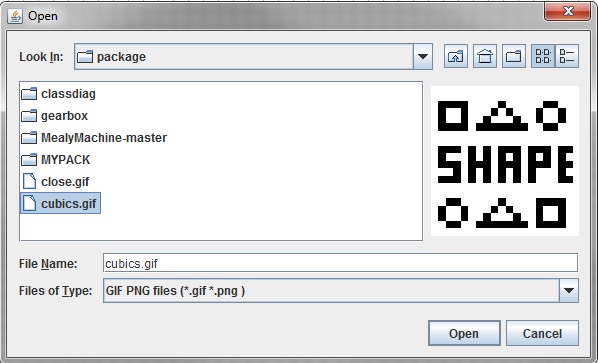 Open
Look In: package
classdiag
gearbox
MealyMachine-master
MYPACK
close.gif
cubics.gif
SHAPE
File Name: cubics.gif
Files of Type: GIF PNG files (*.gif *.png )
Open Cancel